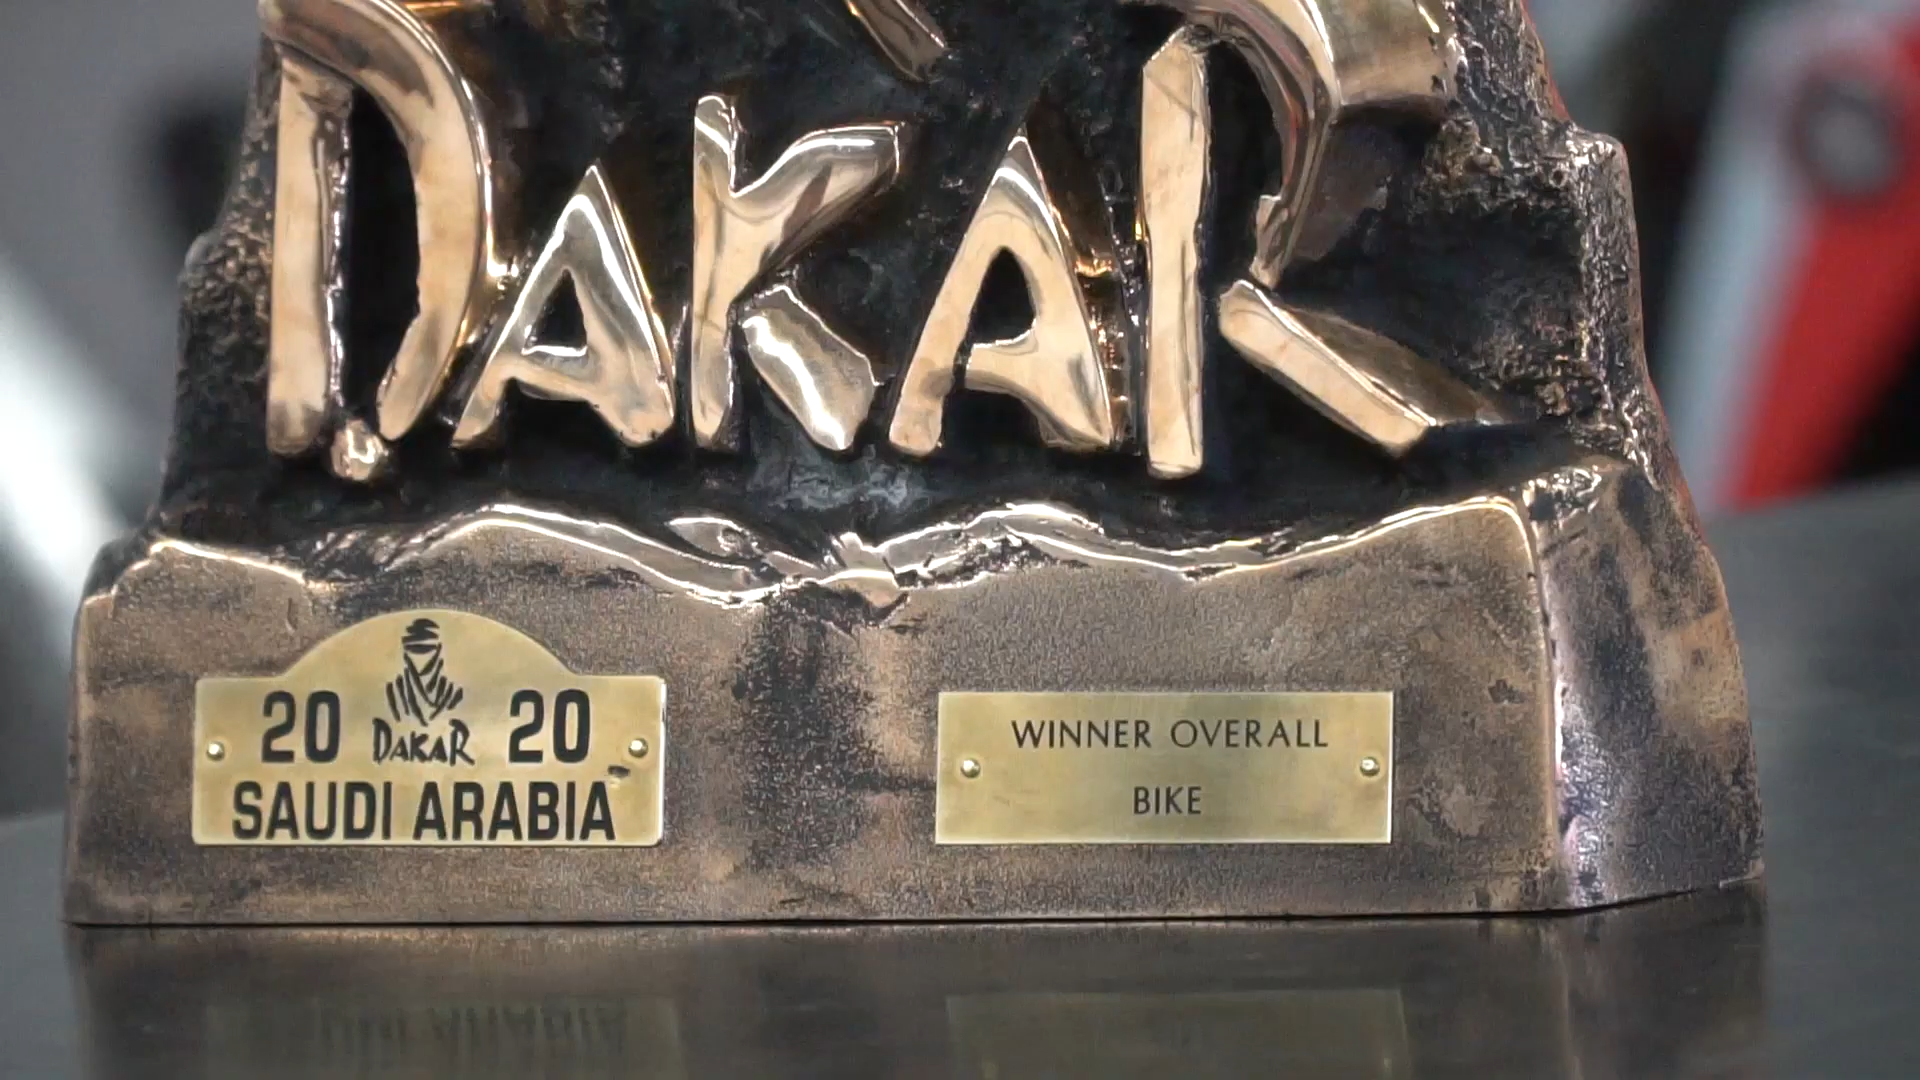 DAKAR
20 DAKAR 20
SAUDI ARABIA
WINNER OVERALL
BIKE